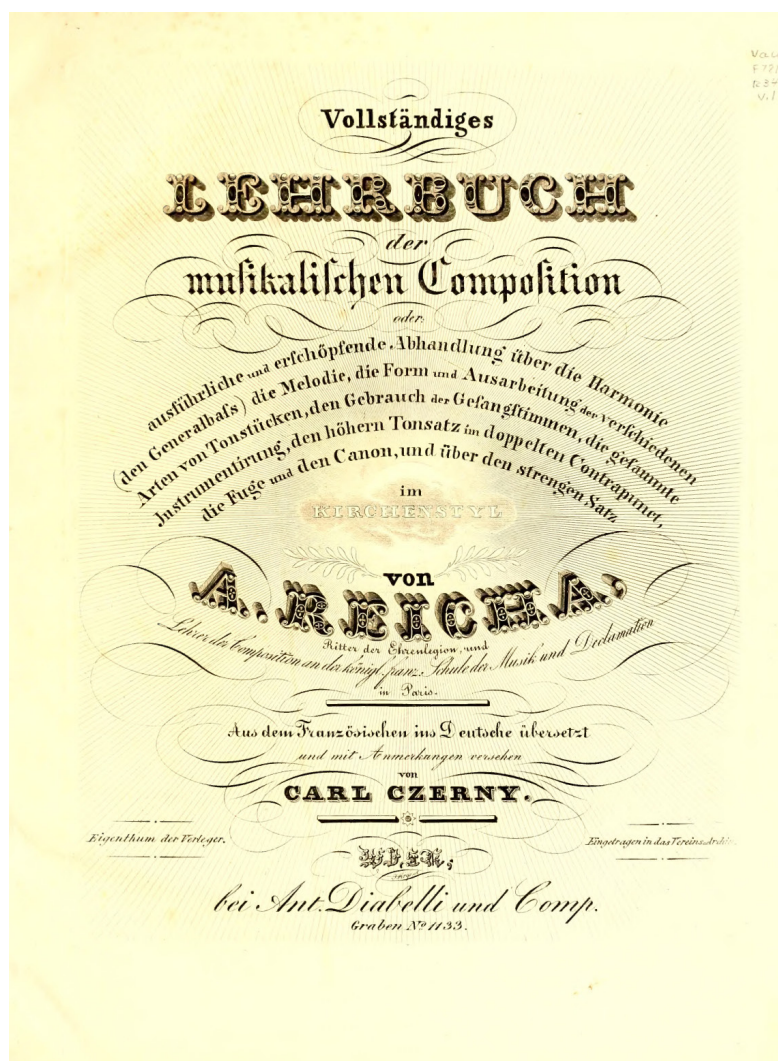 Vollständiges
LEHRBUCH
der
muſikaliſchen Compoſition
oder:
ausführliche und erſchöpfende Abhandlung über die Harmonie
(den Generalbaſs) die Melodie, die Form und Ausarbeitung der verſchiedenen
Arten von Tonstücken, den Gebrauch der Geſangſtimmen, die geſammte
Instrumentirung, den höhern Tonsatz im doppelten Contrapunct,
die Fuge und den Canon, und über den strengen Satz
im
KIRCHENSTYL
von
A. REICHA,
Ritter der Ehrenlegion, und
Lehrer der Composition an der königl. franz. Schule der Musik und Declamation
in Paris.
Aus dem Französischen ins Deutsche übersetzt
und mit Anmerkungen versehen
von
CARL CZERNY.
Eigenthum der Verleger.
Eingetragen in das Vereins-Archiv.
WIEN,
bei Ant. Diabelli und Comp.
Graben No 1133.